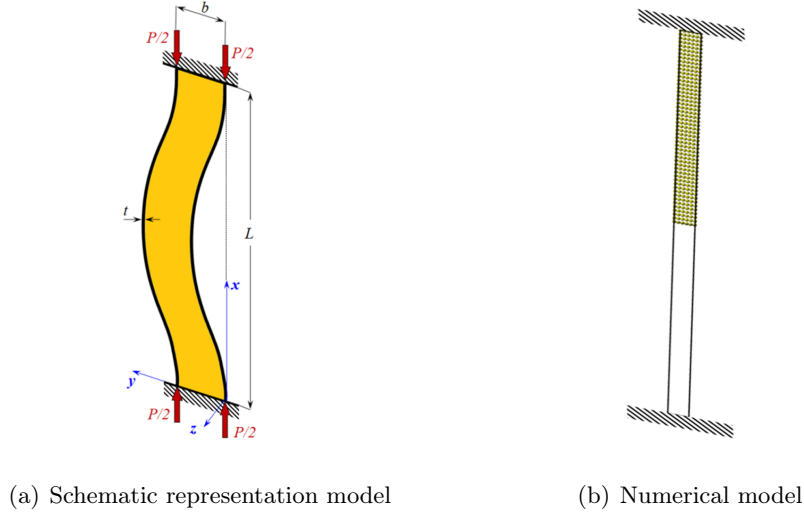 b
P/2
P/2
t
L
x
y
z
P/2
P/2
(a) Schematic representation model
(b) Numerical model